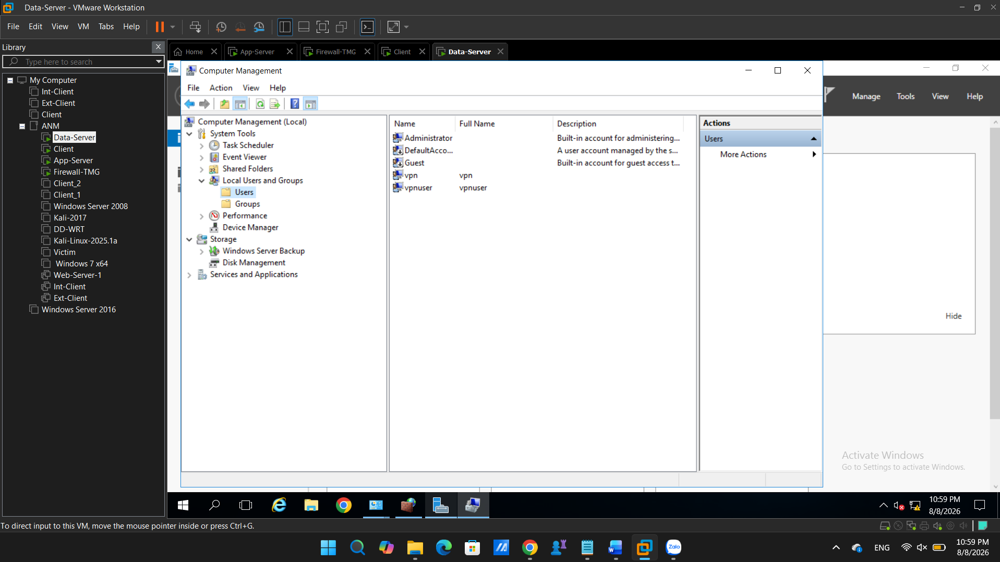 Data-Server - VMware Workstation
File Edit View VM Tabs Help
Library
Type here to search
My Computer
Int-Client
Ext-Client
Client
ANM
Data-Server
Client
App-Server
Firewall-TMG
Client_2
Client_1
Windows Server 2008
Kali-2017
DD-WRT
Kali-Linux-2025.1a
Victim
Windows 7 x64
Web-Server-1
Int-Client
Ext-Client
Windows Server 2016
Home App-Server Firewall-TMG Client Data-Server
Computer Management
File Action View Help
Manage Tools View Help
Computer Management (Local)
System Tools
Task Scheduler
Event Viewer
Shared Folders
Local Users and Groups
Users
Groups
Performance
Device Manager
Storage
Windows Server Backup
Disk Management
Services and Applications
Name Full Name Description
Administrator Built-in account for administering...
DefaultAcco... A user account managed by the s...
Guest Built-in account for guest access t...
vpn vpn
vpnuser vpnuser
Actions
Users
More Actions
Hide
Activate Windows
Go to Settings to activate Windows.
10:59 PM
8/8/2026
To direct input to this VM, move the mouse pointer inside or press Ctrl+G.
Zalo
ENG
10:59 PM
8/8/2026